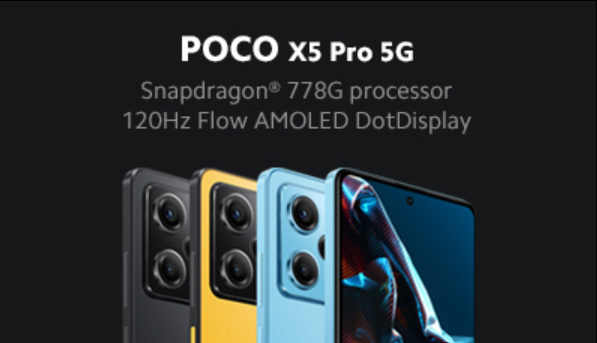 POCO X5 Pro 5G
Snapdragon® 778G processor
120Hz Flow AMOLED DotDisplay